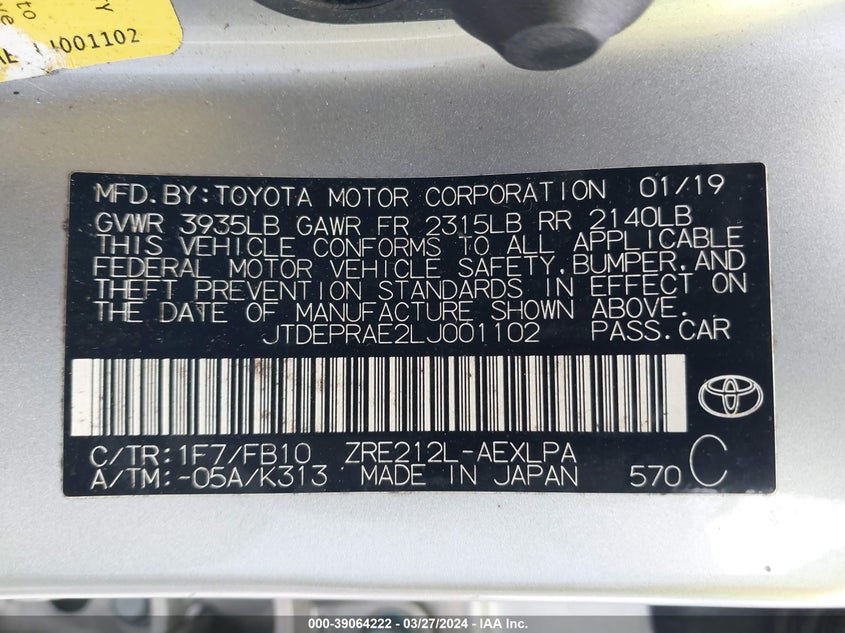 Y
to
ve
J001102
MFD.BY:TOYOTA MOTOR CORPORATION 01/19
GVWR 3935LB GAWR FR 2315LB RR 2140LB
THIS VEHICLE CONFORMS TO ALL APPLICABLE
FEDERAL MOTOR VEHICLE SAFETY,BUMPER,AND
THEFT PREVENTION STANDARDS IN EFFECT ON
THE DATE OF MANUFACTURE SHOWN ABOVE.
JTDEPRAE2LJ001102 PASS.CAR
C/TR:1F7/FB10 ZRE212L-AEXLPA
A/TM:-05A/K313 MADE IN JAPAN 570 C
000-39064222 - 03/27/2024 - IAA Inc.